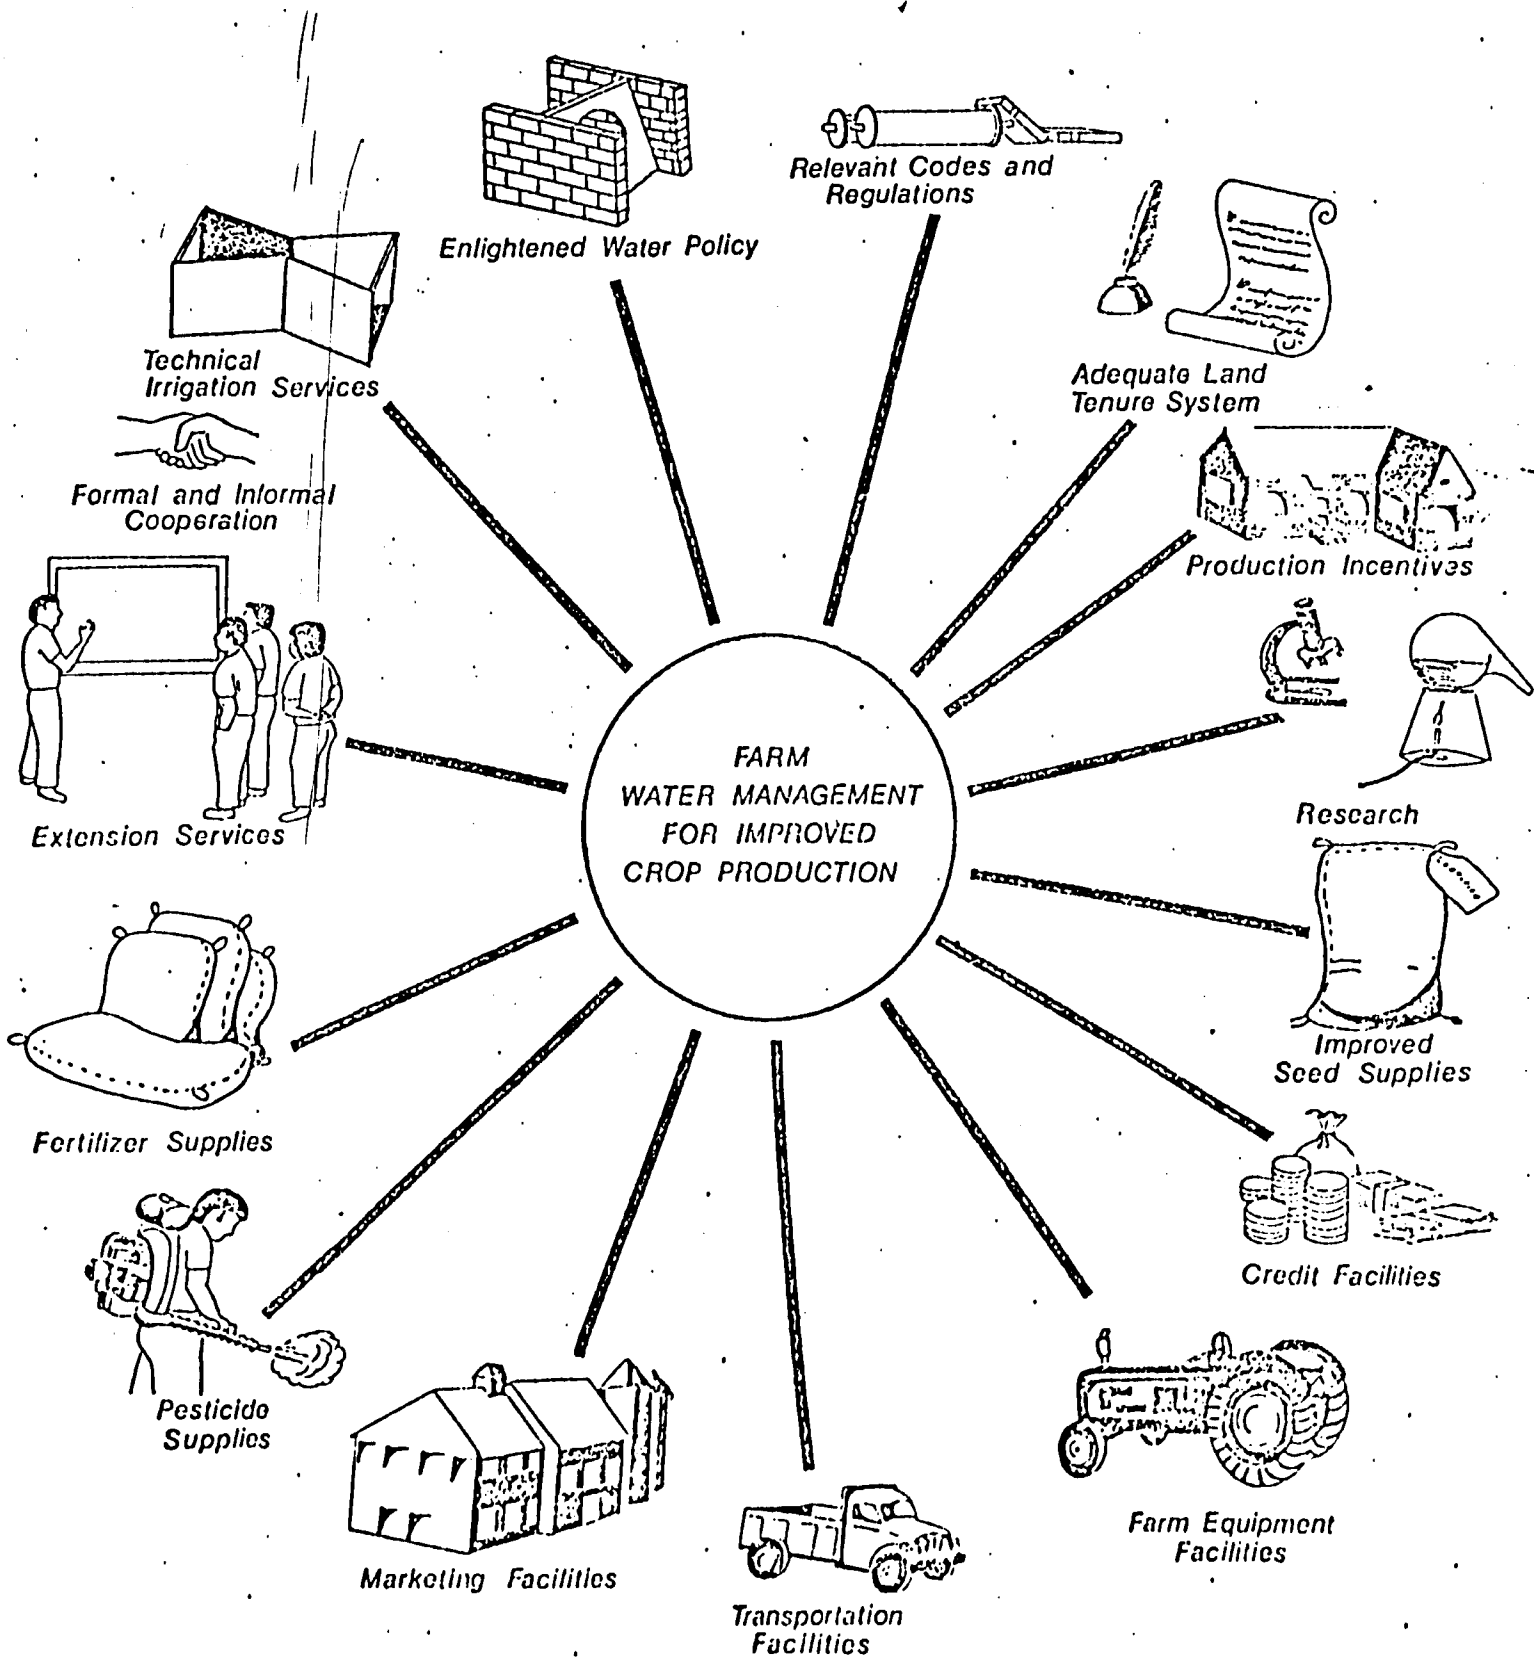 Enlightened Water Policy
Relevant Codes and
Regulations
Adequate Land
Tenure System
Production Incentives
Research
Improved
Seed Supplies
Credit Facilities
Farm Equipment
Facilities
Transportation
Facilities
Marketing Facilities
Pesticide
Supplies
Fertilizer Supplies
Extension Services
Formal and Informal
Cooperation
Technical
Irrigation Services
FARM
WATER MANAGEMENT
FOR IMPROVED
CROP PRODUCTION